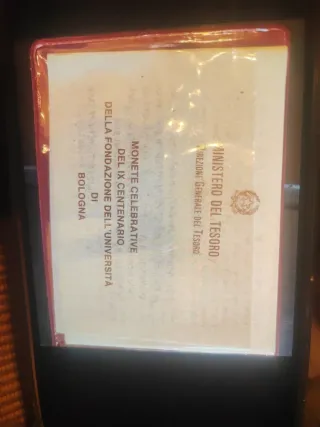 MINISTERO DEL TESORO
DIREZIONE GENERALE DEL TESORO
MONETE CELEBRATIVE
DEL IX CENTENARIO
DELLA FONDAZIONE DELL'UNIVERSITÀ
DI
BOLOGNA